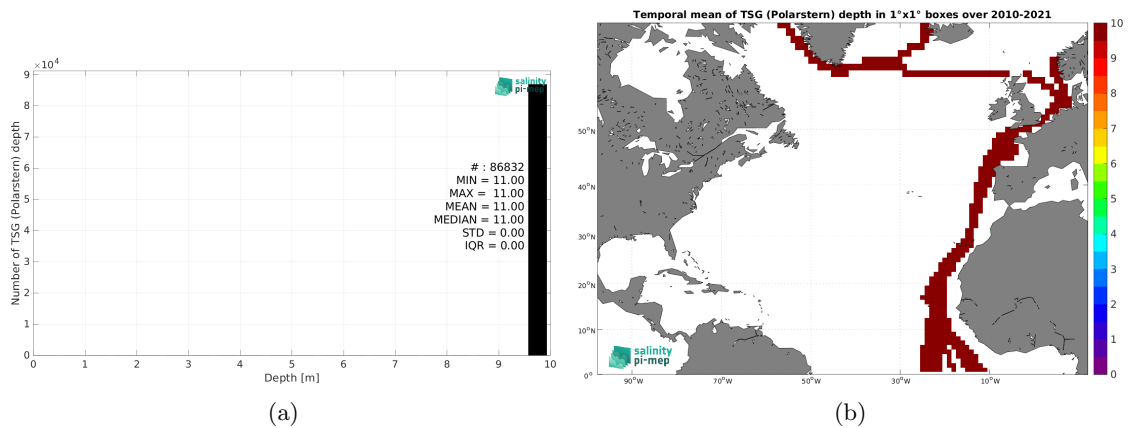 ×10⁴
9
8
7
6
5
4
3
2
1
0
Number of TSG (Polarstern) depth
salinity
pi-mep
# : 86832
MIN = 11.00
MAX = 11.00
MEAN = 11.00
MEDIAN = 11.00
STD = 0.00
IQR = 0.00
0 1 2 3 4 5 6 7 8 9 10
Depth [m]
(a)
Temporal mean of TSG (Polarstern) depth in 1°x1° boxes over 2010-2021
50°N
40°N
30°N
20°N
10°N
0°
90°W 70°W 50°W 30°W 10°W
salinity
pi-mep
10
9
8
7
6
5
4
3
2
1
0
(b)